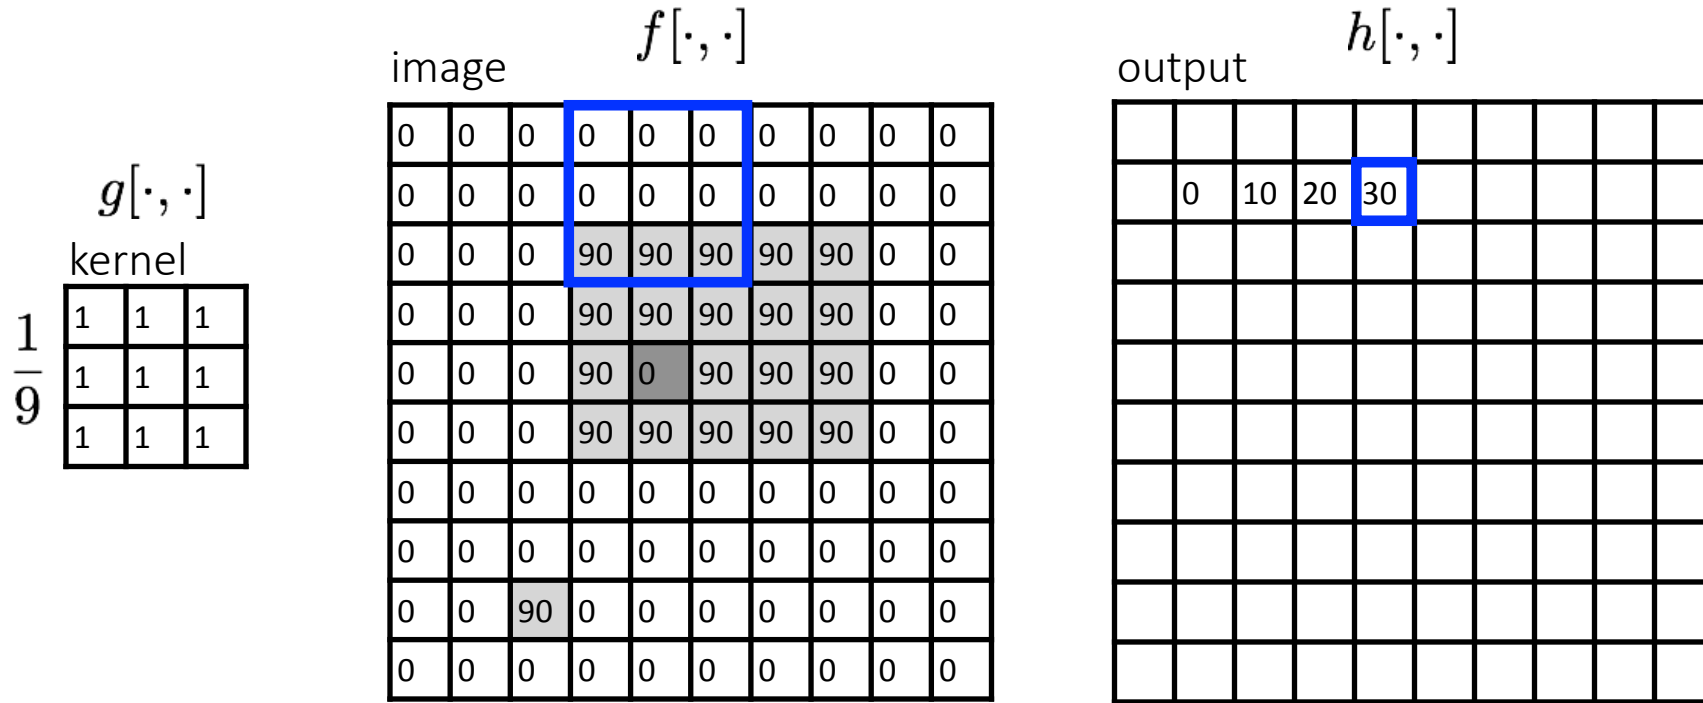 g[·, ·]
kernel
1/9
1 1 1
1 1 1
1 1 1
f[·, ·]
image
0 0 0 0 0 0 0 0 0 0
0 0 0 0 0 0 0 0 0 0
0 0 0 90 90 90 90 90 0 0
0 0 0 90 90 90 90 90 0 0
0 0 0 90 0 90 90 90 0 0
0 0 0 90 90 90 90 90 0 0
0 0 0 0 0 0 0 0 0 0
0 0 0 0 0 0 0 0 0 0
0 0 90 0 0 0 0 0 0 0
0 0 0 0 0 0 0 0 0 0
h[·, ·]
output
0 10 20 30